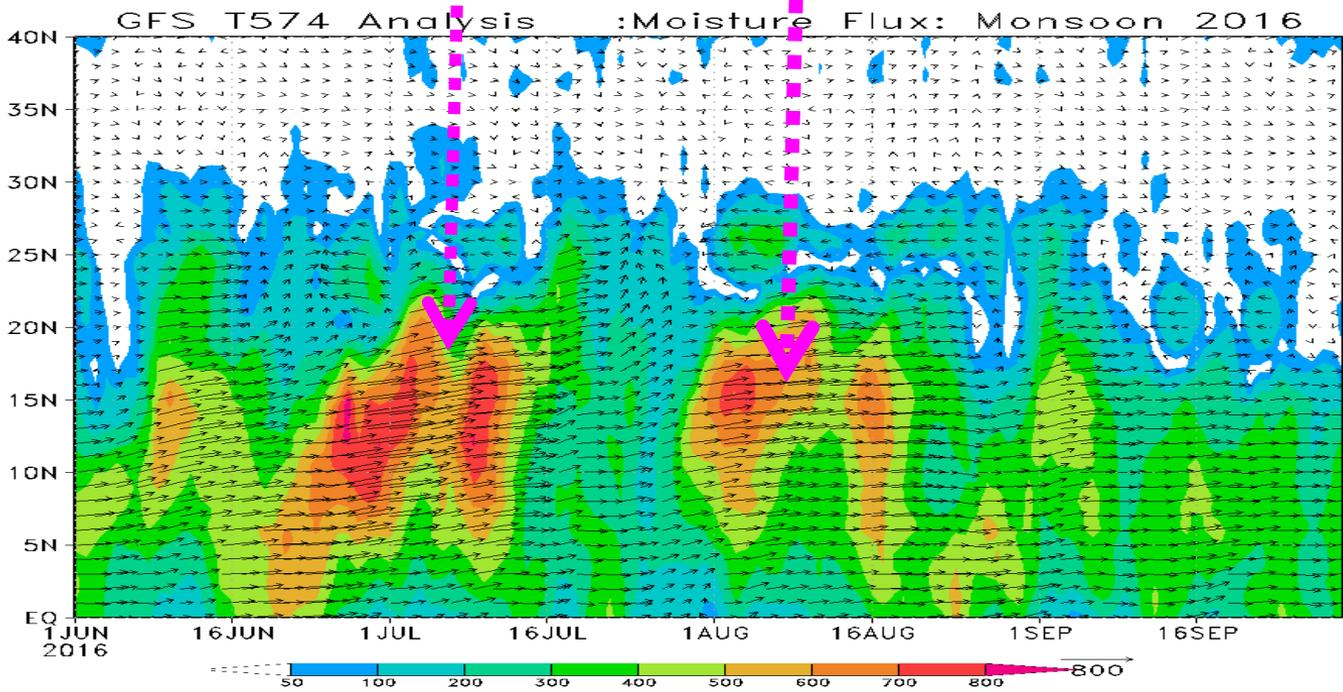 GFS T574 Analysis :Moisture Flux: Monsoon 2016
40N
35N
30N
25N
20N
15N
10N
5N
EQ
1JUN 16JUN 1JUL 16JUL 1AUG 16AUG 1SEP 16SEP
2016
800
50 100 200 300 400 500 600 700 800